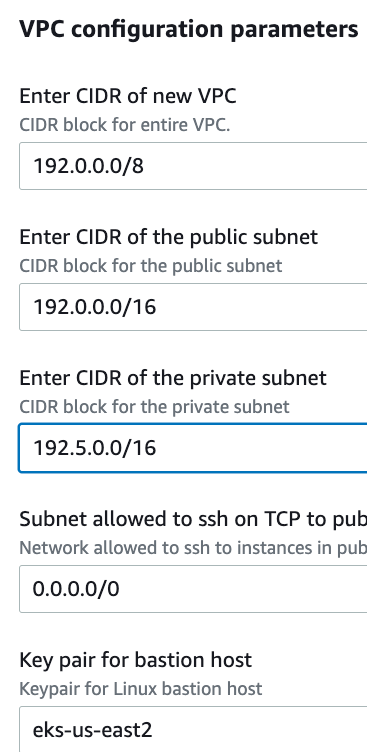 VPC configuration parameters
Enter CIDR of new VPC
CIDR block for entire VPC.
192.0.0.0/8
Enter CIDR of the public subnet
CIDR block for the public subnet
192.0.0.0/16
Enter CIDR of the private subnet
CIDR block for the private subnet
192.5.0.0/16
Subnet allowed to ssh on TCP to pub
Network allowed to ssh to instances in pub
0.0.0.0/0
Key pair for bastion host
Keypair for Linux bastion host
eks-us-east2